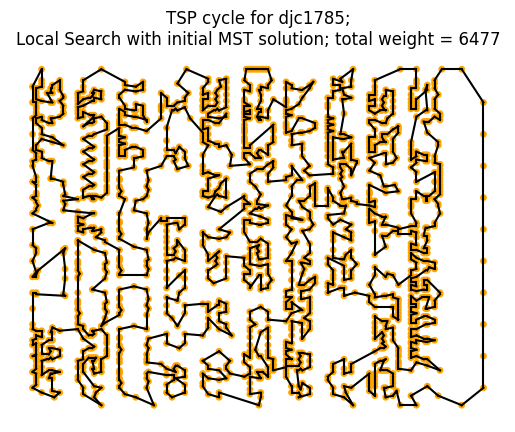 TSP cycle for djc1785;
Local Search with initial MST solution; total weight = 6477